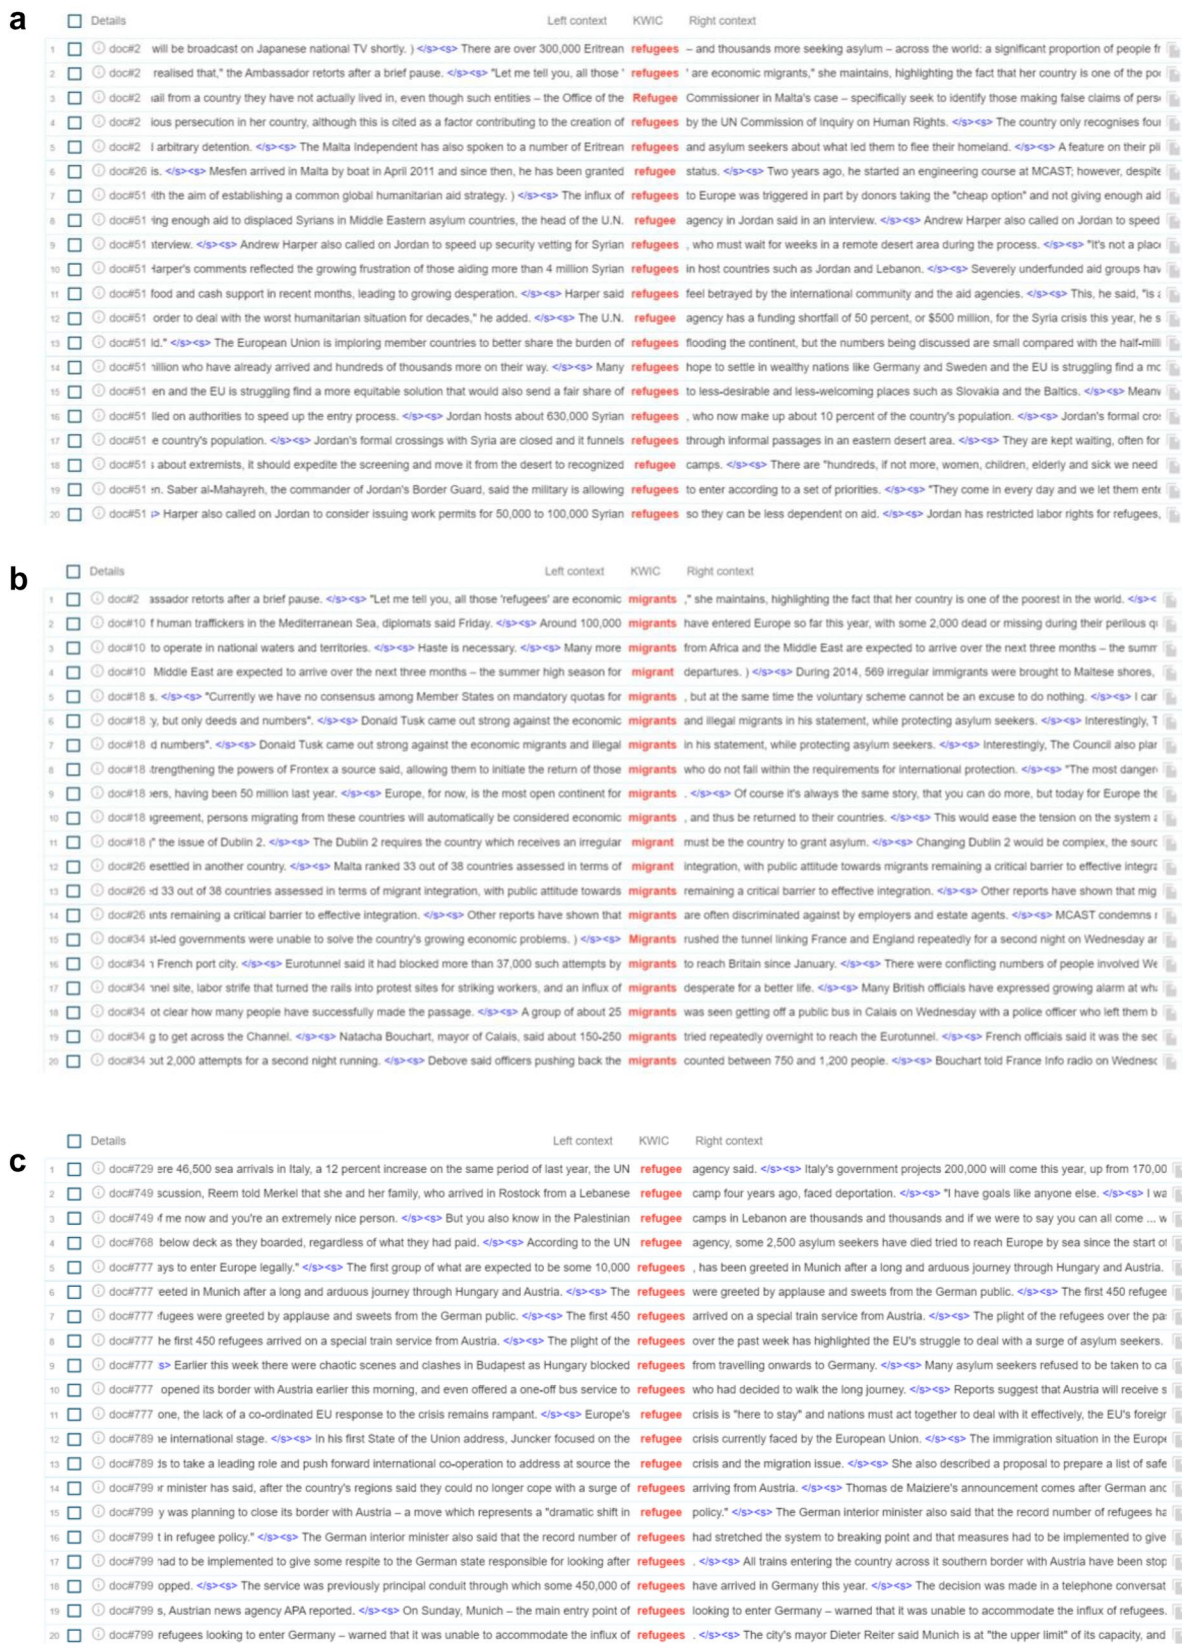 a
Details Left context KWIC Right context
1 doc#2 will be broadcast on Japanese national TV shortly. ) </s><s> There are over 300,000 Eritrean refugees – and thousands more seeking asylum – across the world: a significant proportion of people fr
2 doc#2 realised that," the Ambassador retorts after a brief pause. </s><s> "Let me tell you, all those ' refugees ' are economic migrants," she maintains, highlighting the fact that her country is one of the poo
3 doc#2 ail from a country they have not actually lived in, even though such entities – the Office of the Refugee Commissioner in Malta's case – specifically seek to identify those making false claims of pers
4 doc#2 ious persecution in her country, although this is cited as a factor contributing to the creation of refugees by the UN Commission of Inquiry on Human Rights. </s><s> The country only recognises four
5 doc#2 l arbitrary detention. </s><s> The Malta Independent has also spoken to a number of Eritrean refugees and asylum seekers about what led them to flee their homeland. </s><s> A feature on their pli
6 doc#26 is. </s><s> Mesfen arrived in Malta by boat in April 2011 and since then, he has been granted refugee status. </s><s> Two years ago, he started an engineering course at MCAST; however, despite
7 doc#51 ith the aim of establishing a common global humanitarian aid strategy. ) </s><s> The influx of refugees to Europe was triggered in part by donors taking the "cheap option" and not giving enough aid
8 doc#51 ing enough aid to displaced Syrians in Middle Eastern asylum countries, the head of the U.N. refugee agency in Jordan said in an interview. </s><s> Andrew Harper also called on Jordan to speed
9 doc#51 iterview. </s><s> Andrew Harper also called on Jordan to speed up security vetting for Syrian refugees , who must wait for weeks in a remote desert area during the process. </s><s> "It's not a place
10 doc#51 Harper's comments reflected the growing frustration of those aiding more than 4 million Syrian refugees in host countries such as Jordan and Lebanon. </s><s> Severely underfunded aid groups hav
11 doc#51 food and cash support in recent months, leading to growing desperation. </s><s> Harper said refugees feel betrayed by the international community and the aid agencies. </s><s> This, he said, "is a
12 doc#51 order to deal with the worst humanitarian situation for decades," he added. </s><s> The U.N. refugee agency has a funding shortfall of 50 percent, or $500 million, for the Syria crisis this year, he s
13 doc#51 ld." </s><s> The European Union is imploring member countries to better share the burden of refugees flooding the continent, but the numbers being discussed are small compared with the half-milli
14 doc#51 illion who have already arrived and hundreds of thousands more on their way. </s><s> Many refugees hope to settle in wealthy nations like Germany and Sweden and the EU is struggling find a mo
15 doc#51 en and the EU is struggling find a more equitable solution that would also send a fair share of refugees to less-desirable and less-welcoming places such as Slovakia and the Baltics. </s><s> Meanv
16 doc#51 lled on authorities to speed up the entry process. </s><s> Jordan hosts about 630,000 Syrian refugees , who now make up about 10 percent of the country's population. </s><s> Jordan's formal cros
17 doc#51 e country's population. </s><s> Jordan's formal crossings with Syria are closed and it funnels refugees through informal passages in an eastern desert area. </s><s> They are kept waiting, often for
18 doc#51 s about extremists, it should expedite the screening and move it from the desert to recognized refugee camps. </s><s> There are "hundreds, if not more, women, children, elderly and sick we need
19 doc#51 n. Saber al-Mahayreh, the commander of Jordan's Border Guard, said the military is allowing refugees to enter according to a set of priorities. </s><s> "They come in every day and we let them ente
20 doc#51 > Harper also called on Jordan to consider issuing work permits for 50,000 to 100,000 Syrian refugees so they can be less dependent on aid. </s><s> Jordan has restricted labor rights for refugees,
b
Details Left context KWIC Right context
1 doc#2 assador retorts after a brief pause. </s><s> "Let me tell you, all those 'refugees' are economic migrants ," she maintains, highlighting the fact that her country is one of the poorest in the world. </s><
2 doc#10 f human traffickers in the Mediterranean Sea, diplomats said Friday. </s><s> Around 100,000 migrants have entered Europe so far this year, with some 2,000 dead or missing during their perilous q
3 doc#10 to operate in national waters and territories. </s><s> Haste is necessary. </s><s> Many more migrants from Africa and the Middle East are expected to arrive over the next three months – the summ
4 doc#10 Middle East are expected to arrive over the next three months – the summer high season for migrant departures. ) </s><s> During 2014, 569 irregular immigrants were brought to Maltese shores,
5 doc#18 s. </s><s> "Currently we have no consensus among Member States on mandatory quotas for migrants , but at the same time the voluntary scheme cannot be an excuse to do nothing. </s><s> I car
6 doc#18 y, but only deeds and numbers". </s><s> Donald Tusk came out strong against the economic migrants and illegal migrants in his statement, while protecting asylum seekers. </s><s> Interestingly, T
7 doc#18 d numbers". </s><s> Donald Tusk came out strong against the economic migrants and illegal migrants in his statement, while protecting asylum seekers. </s><s> Interestingly, The Council also plar
8 doc#18 trengthening the powers of Frontex a source said, allowing them to initiate the return of those migrants who do not fall within the requirements for international protection. </s><s> "The most danger
9 doc#18 bers, having been 50 million last year. </s><s> Europe, for now, is the most open continent for migrants . </s><s> Of course it's always the same story, that you can do more, but today for Europe the
10 doc#18 agreement, persons migrating from these countries will automatically be considered economic migrants , and thus be returned to their countries. </s><s> This would ease the tension on the system a
11 doc#18 j" the issue of Dublin 2. </s><s> The Dublin 2 requires the country which receives an irregular migrant must be the country to grant asylum. </s><s> Changing Dublin 2 would be complex, the sourc
12 doc#26 esettled in another country. </s><s> Malta ranked 33 out of 38 countries assessed in terms of migrant integration, with public attitude towards migrants remaining a critical barrier to effective integra
13 doc#26 d 33 out of 38 countries assessed in terms of migrant integration, with public attitude towards migrants remaining a critical barrier to effective integration. </s><s> Other reports have shown that mig
14 doc#26 nts remaining a critical barrier to effective integration. </s><s> Other reports have shown that migrants are often discriminated against by employers and estate agents. </s><s> MCAST condemns r
15 doc#34 st-led governments were unable to solve the country's growing economic problems. ) </s><s> Migrants rushed the tunnel linking France and England repeatedly for a second night on Wednesday ar
16 doc#34 n French port city. </s><s> Eurotunnel said it had blocked more than 37,000 such attempts by migrants to reach Britain since January. </s><s> There were conflicting numbers of people involved We
17 doc#34 nnel site, labor strife that turned the rails into protest sites for striking workers, and an influx of migrants desperate for a better life. </s><s> Many British officials have expressed growing alarm at wha
18 doc#34 ot clear how many people have successfully made the passage. </s><s> A group of about 25 migrants was seen getting off a public bus in Calais on Wednesday with a police officer who left them b
19 doc#34 g to get across the Channel. </s><s> Natacha Bouchart, mayor of Calais, said about 150-250 migrants tried repeatedly overnight to reach the Eurotunnel. </s><s> French officials said it was the sec
20 doc#34 out 2,000 attempts for a second night running. </s><s> Debove said officers pushing back the migrants counted between 750 and 1,200 people. </s><s> Bouchart told France Info radio on Wednesd
c
Details Left context KWIC Right context
1 doc#729 ere 46,500 sea arrivals in Italy, a 12 percent increase on the same period of last year, the UN refugee agency said. </s><s> Italy's government projects 200,000 will come this year, up from 170,00
2 doc#749 scussion, Reem told Merkel that she and her family, who arrived in Rostock from a Lebanese refugee camp four years ago, faced deportation. </s><s> "I have goals like anyone else. </s><s> I wa
3 doc#749 f me now and you're an extremely nice person. </s><s> But you also know in the Palestinian refugee camps in Lebanon are thousands and thousands and if we were to say you can all come ... w
4 doc#768 below deck as they boarded, regardless of what they had paid. </s><s> According to the UN refugee agency, some 2,500 asylum seekers have died tried to reach Europe by sea since the start of
5 doc#777 ays to enter Europe legally." </s><s> The first group of what are expected to be some 10,000 refugees , has been greeted in Munich after a long and arduous journey through Hungary and Austria.
6 doc#777 eeted in Munich after a long and arduous journey through Hungary and Austria. </s><s> The refugees were greeted by applause and sweets from the German public. </s><s> The first 450 refugee
7 doc#777 efugees were greeted by applause and sweets from the German public. </s><s> The first 450 refugees arrived on a special train service from Austria. </s><s> The plight of the refugees over the pa
8 doc#777 he first 450 refugees arrived on a special train service from Austria. </s><s> The plight of the refugees over the past week has highlighted the EU's struggle to deal with a surge of asylum seekers.
9 doc#777 s> Earlier this week there were chaotic scenes and clashes in Budapest as Hungary blocked refugees from travelling onwards to Germany. </s><s> Many asylum seekers refused to be taken to ca
10 doc#777 opened its border with Austria earlier this morning, and even offered a one-off bus service to refugees who had decided to walk the long journey. </s><s> Reports suggest that Austria will receive s
11 doc#777 one, the lack of a co-ordinated EU response to the crisis remains rampant. </s><s> Europe's refugee crisis is "here to stay" and nations must act together to deal with it effectively, the EU's foreigr
12 doc#789 ne international stage. </s><s> In his first State of the Union address, Juncker focused on the refugee crisis currently faced by the European Union. </s><s> The immigration situation in the Europe
13 doc#789 ds to take a leading role and push forward international co-operation to address at source the refugee crisis and the migration issue. </s><s> She also described a proposal to prepare a list of safe
14 doc#799 or minister has said, after the country's regions said they could no longer cope with a surge of refugees arriving from Austria. </s><s> Thomas de Maiziere's announcement comes after German and
15 doc#799 y was planning to close its border with Austria – a move which represents a "dramatic shift in refugee policy." </s><s> The German interior minister also said that the record number of refugees ha
16 doc#799 t in refugee policy." </s><s> The German interior minister also said that the record number of refugees had stretched the system to breaking point and that measures had to be implemented to give
17 doc#799 had to be implemented to give some respite to the German state responsible for looking after refugees . </s><s> All trains entering the country across it southern border with Austria have been stop
18 doc#799 opped. </s><s> The service was previously principal conduit through which some 450,000 of refugees have arrived in Germany this year. </s><s> The decision was made in a telephone conversat
19 doc#799 s, Austrian news agency APA reported. </s><s> On Sunday, Munich – the main entry point of refugees looking to enter Germany – warned that it was unable to accommodate the influx of refugees.
20 doc#799 refugees looking to enter Germany – warned that it was unable to accommodate the influx of refugees . </s><s> The city's mayor Dieter Reiter said Munich is at "the upper limit" of its capacity, and